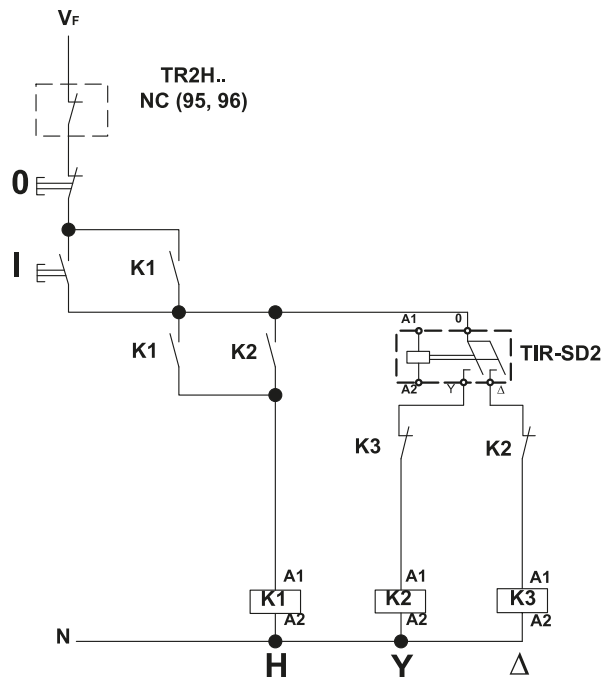 VF
TR2H..
NC (95, 96)
0
I
K1
K1
K2
A1
0
TIR-SD2
A2
Y
Δ
K3
K2
A1
A1
A1
K1
K2
K3
A2
A2
A2
N
H
Y
Δ